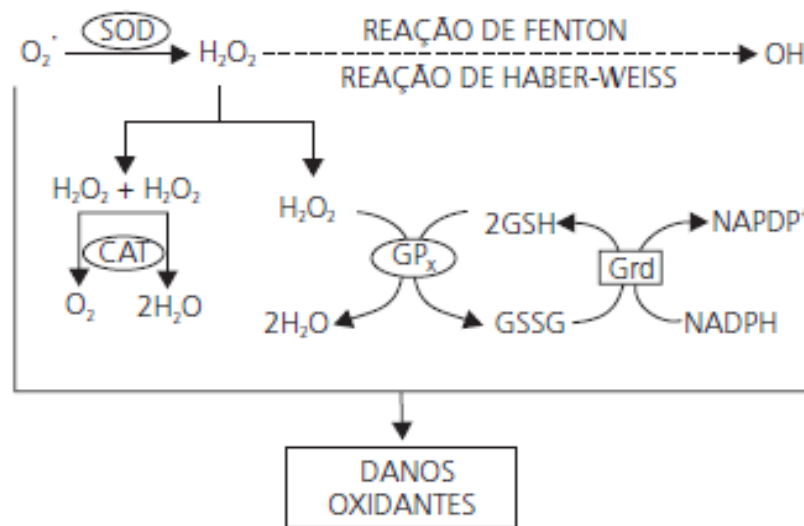 O₂˙ SOD H₂O₂ REAÇÃO DE FENTON OH
REAÇÃO DE HABER-WEISS
H₂O₂ + H₂O₂
H₂O₂ 2GSH NAPDP⁺
CAT GPₓ Grd
O₂ 2H₂O
2H₂O GSSG NADPH
DANOS
OXIDANTES